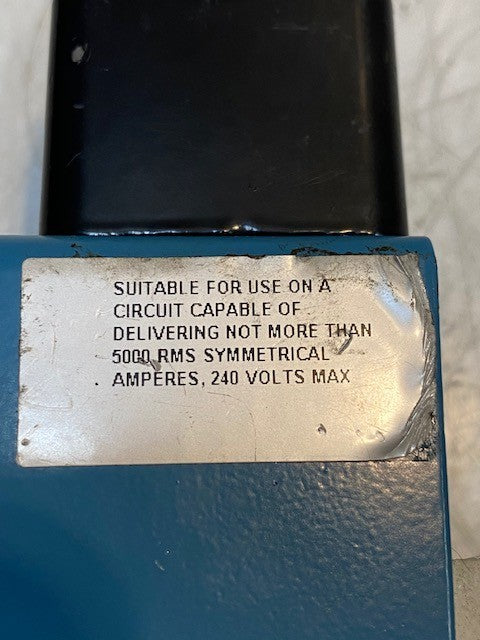 SUITABLE FOR USE ON A
CIRCUIT CAPABLE OF
DELIVERING NOT MORE THAN
5000 RMS SYMMETRICAL
AMPERES, 240 VOLTS MAX